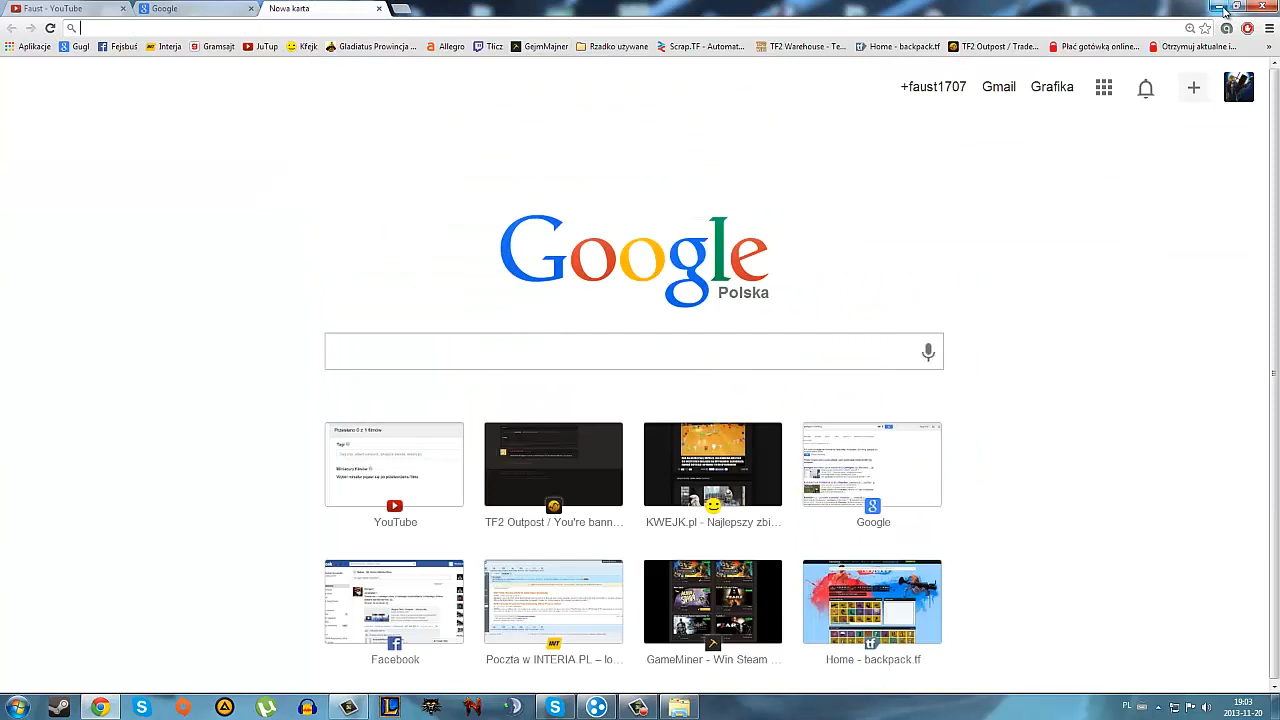 Faust - YouTube
Google
Nowa karta
Aplikacje
Gugl
Fejsbuś
Interja
Gramsajt
JuTup
Kfejk
Gladiatus Prowincja ...
Allegro
Tlicz
GejmMajner
Rzadko używane
Scrap.TF - Automat...
TF2 Warehouse - Te...
Home - backpack.tf
TF2 Outpost / Trade...
Płać gotówką online...
Otrzymuj aktualne i...
»
+faust1707
Gmail
Grafika
Google
Polska
YouTube
TF2 Outpost / You're bann...
KWEJK.pl - Najlepszy zbi...
Google
Facebook
Poczta w INTERIA.PL – lo...
GameMiner - Win Steam ...
Home - backpack.tf
PL
19:03
2013-11-20